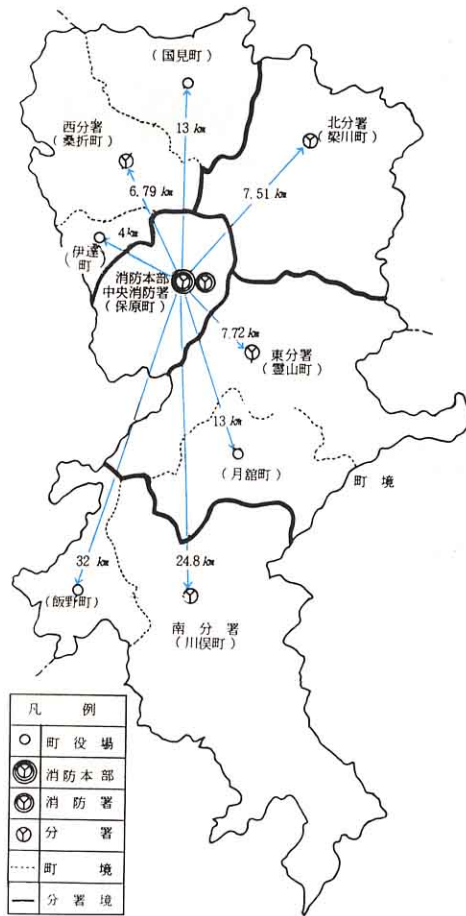 (国見町)
13 km
西分署
(桑折町)
6.79 km
北分署
(梁川町)
7.51 km
4 km
(伊達町)
消防本部
中央消防署
(保原町)
7.72 km
東分署
(霊山町)
13 km
(月舘町)
町境
32 km
24.8 km
(飯野町)
南分署
(川俣町)
凡例
町役場
消防本部
消防署
分署
町境
分署境